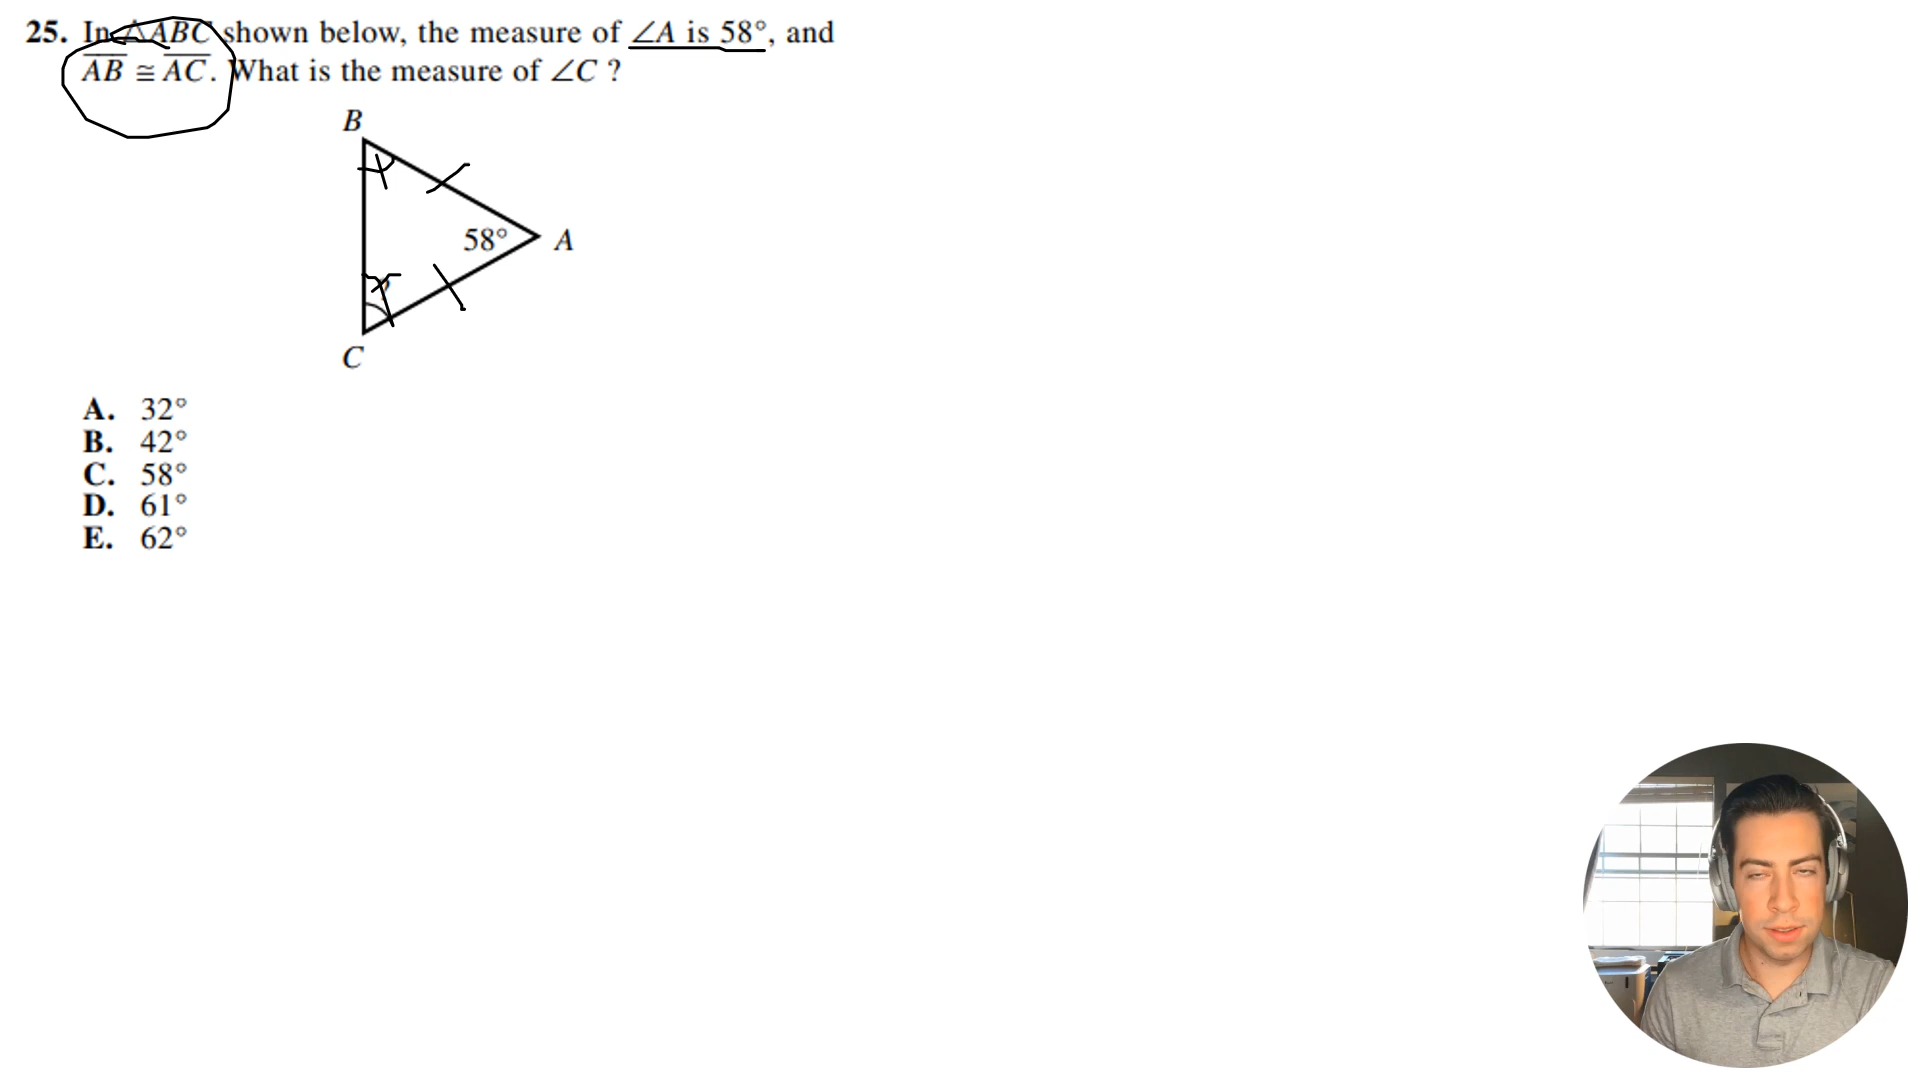 25. In △ABC shown below, the measure of ∠A is 58°, and
AB ≅ AC. What is the measure of ∠C ?
B
58° A
C
A. 32°
B. 42°
C. 58°
D. 61°
E. 62°